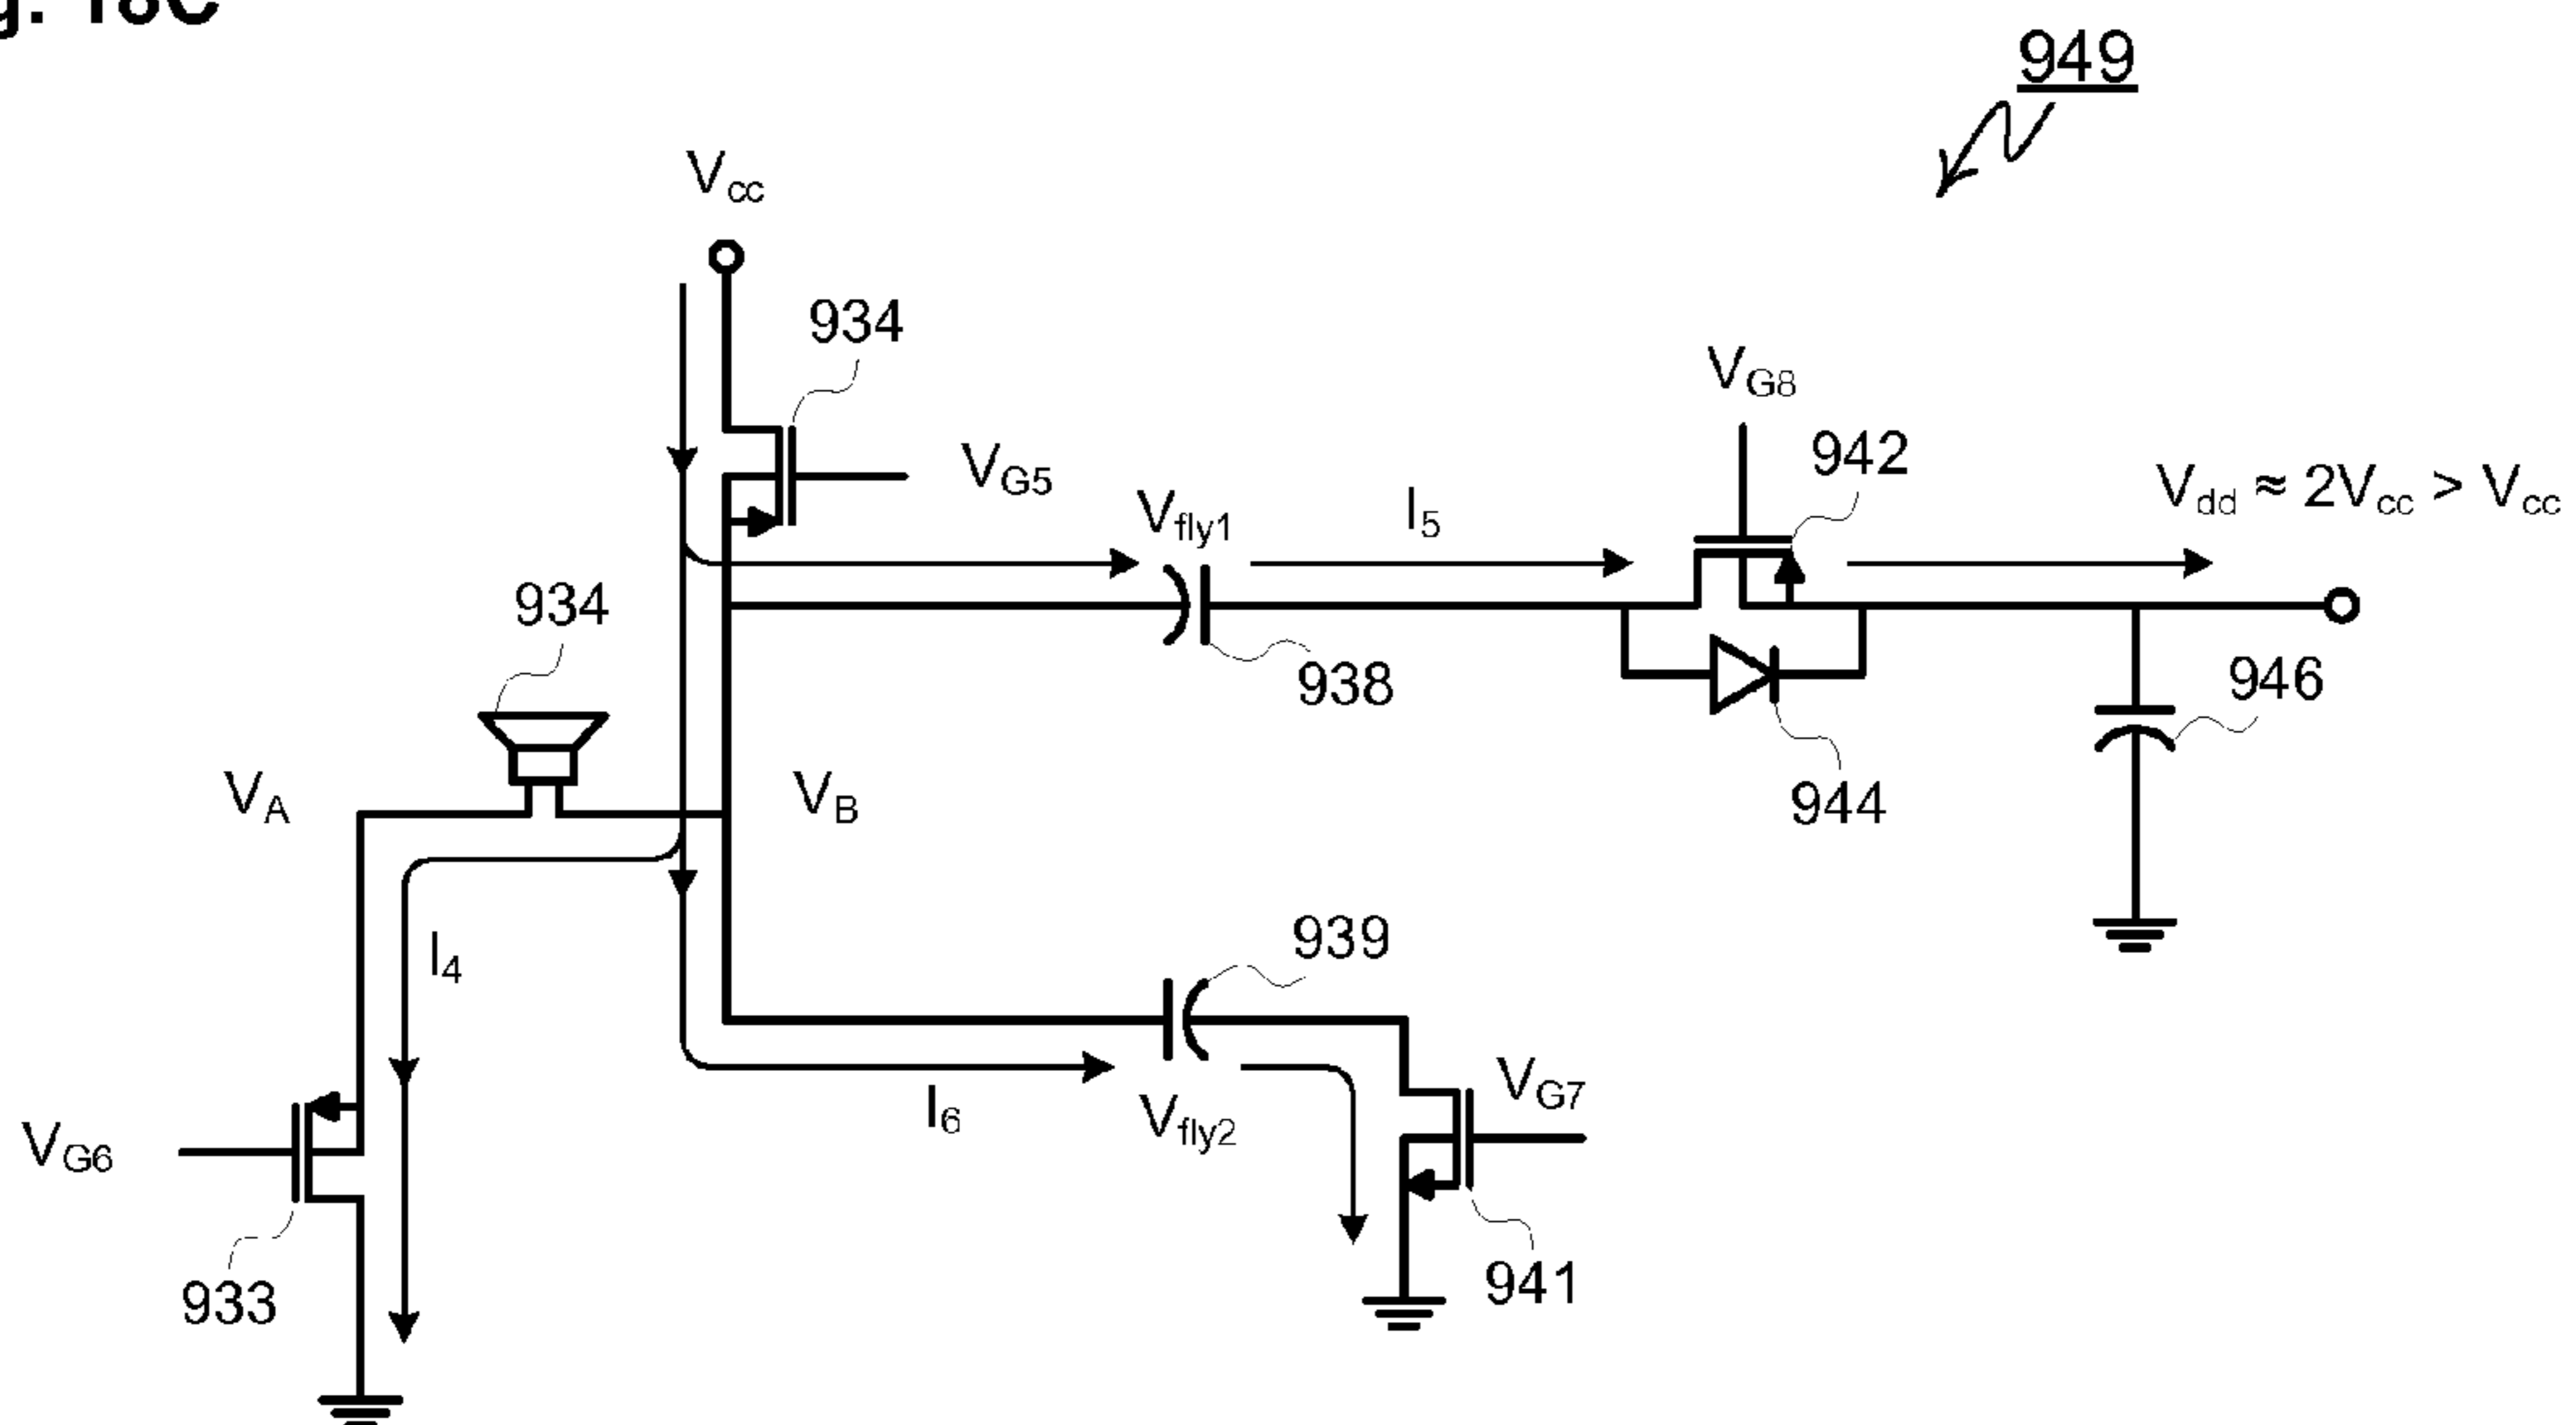 g. 18C
949
Vcc
934
VG5
Vfly1
I5
VG8
942
Vdd ≈ 2Vcc > Vcc
934
938
944
946
VA
VB
I4
939
I6
Vfly2
VG7
VG6
933
941